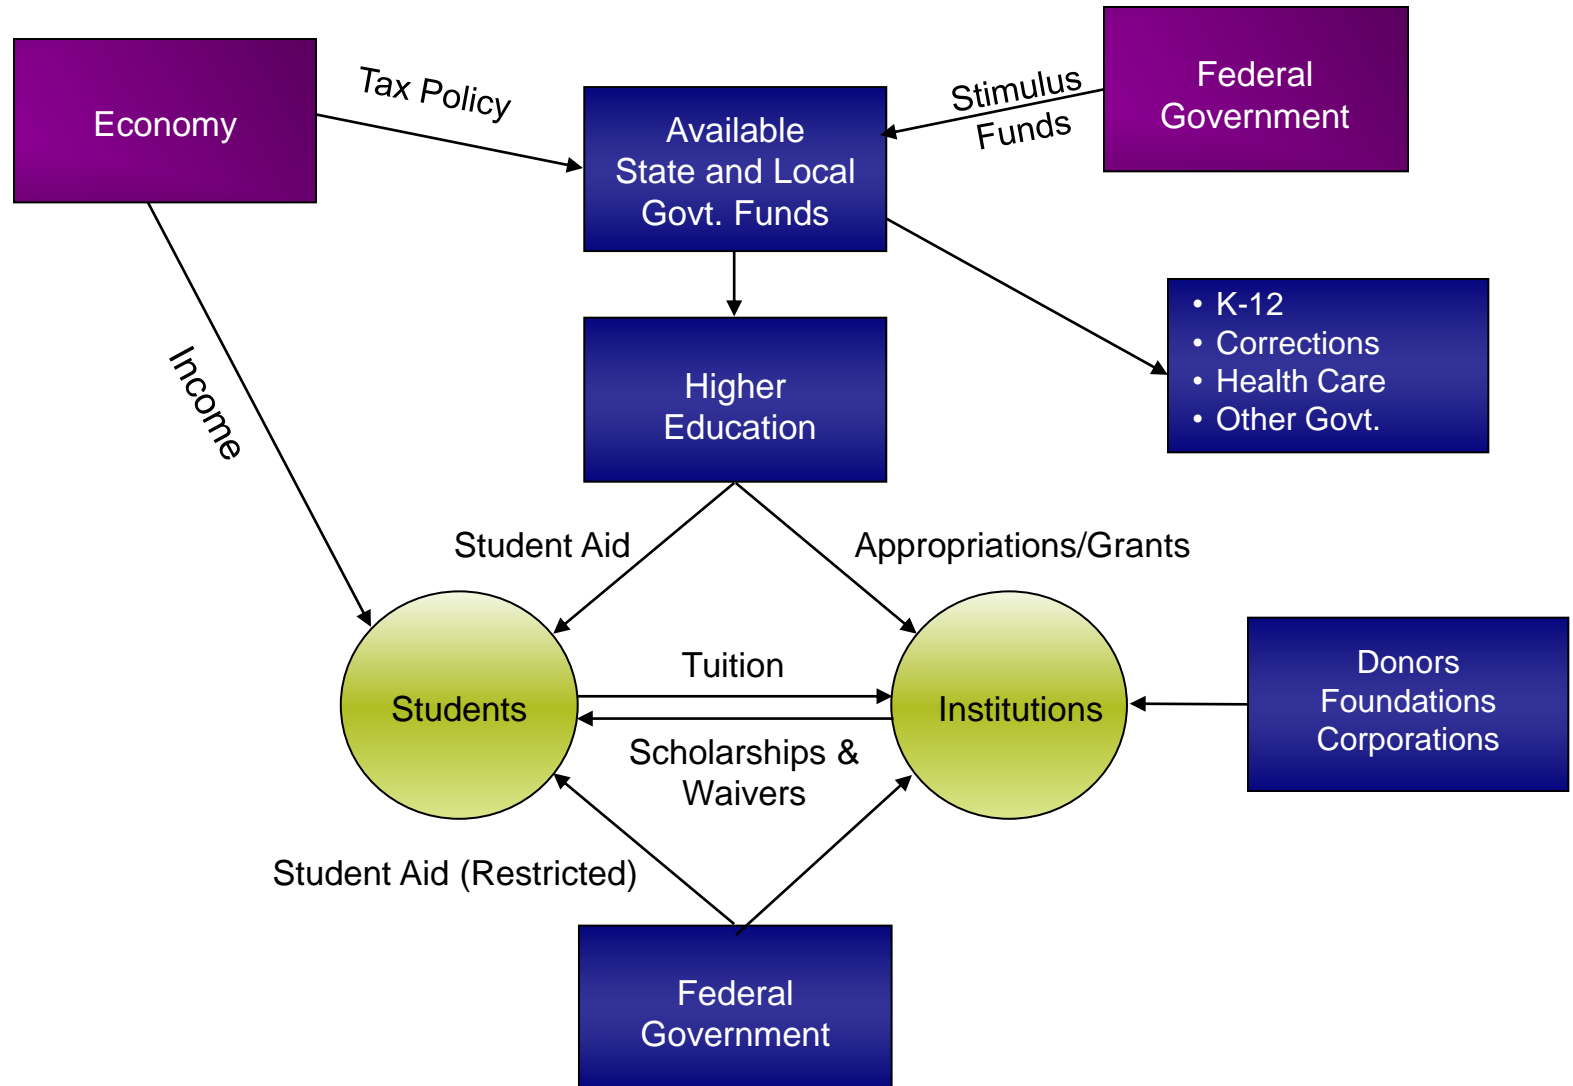 Economy
Tax Policy
Available
State and Local
Govt. Funds
Stimulus
Funds
Federal
Government
• K-12
• Corrections
• Health Care
• Other Govt.
Higher
Education
Income
Student Aid
Appropriations/Grants
Students
Tuition
Scholarships &
Waivers
Institutions
Donors
Foundations
Corporations
Student Aid (Restricted)
Federal
Government